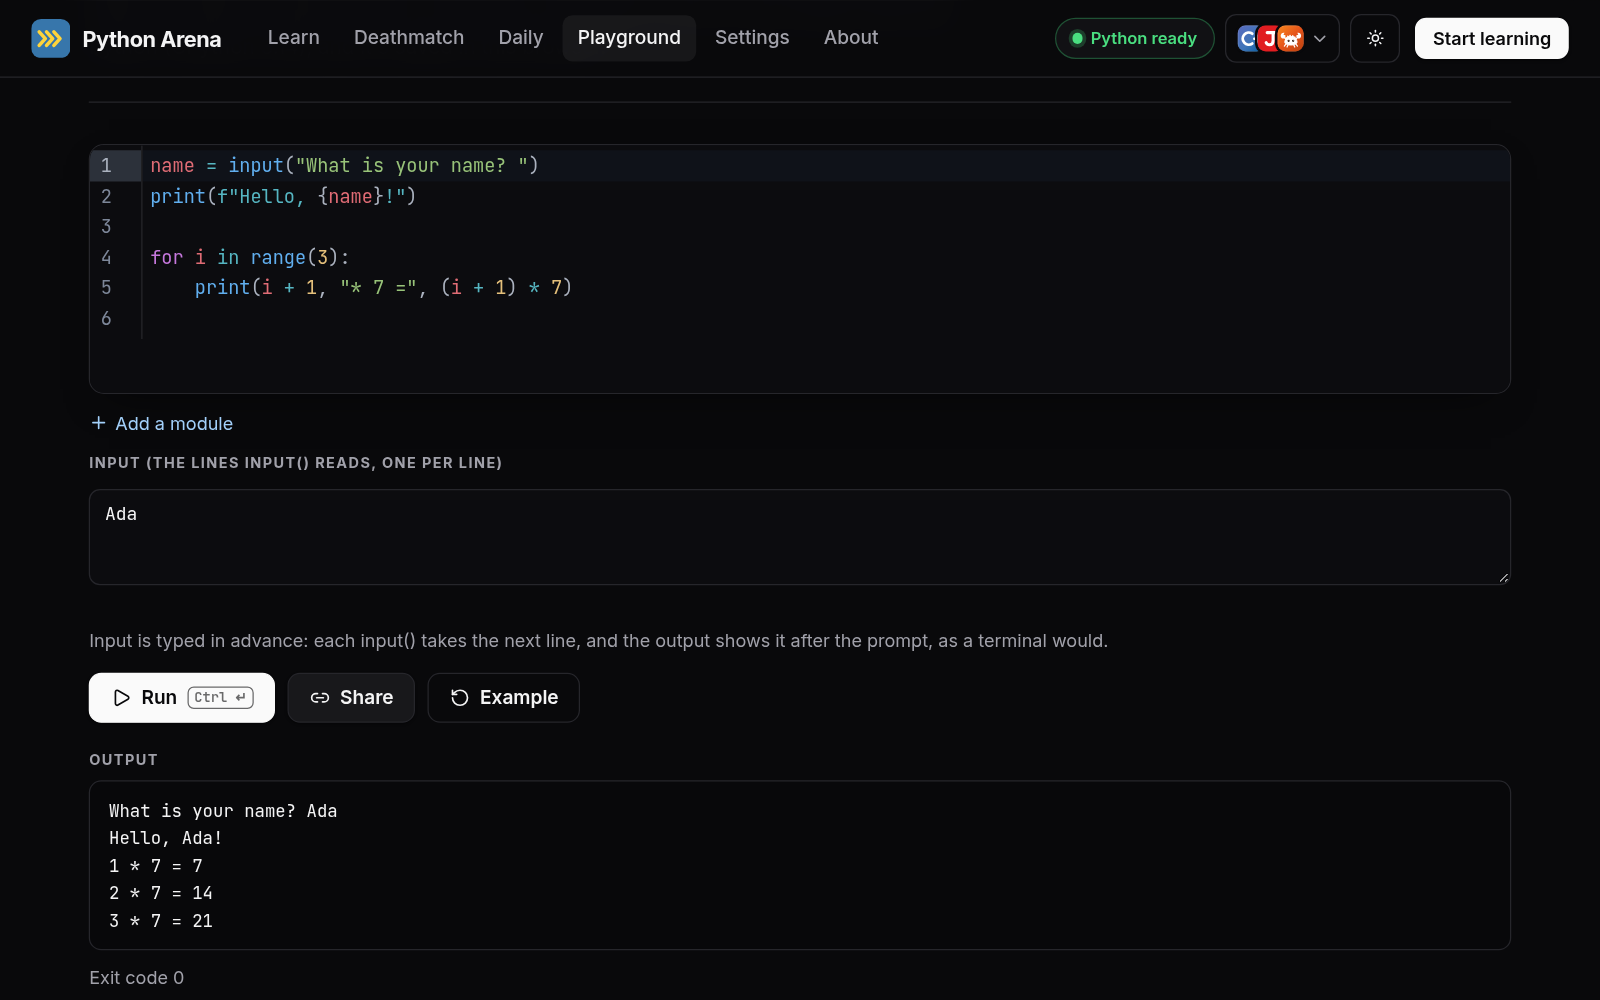 Python Arena
Learn
Deathmatch
Daily
Playground
Settings
About
Python ready
C
J
Start learning
1 name = input("What is your name? ")
2 print(f"Hello, {name}!")
3
4 for i in range(3):
5     print(i + 1, "* 7 =", (i + 1) * 7)
6
+ Add a module
INPUT (THE LINES INPUT() READS, ONE PER LINE)
Ada
Input is typed in advance: each input() takes the next line, and the output shows it after the prompt, as a terminal would.
Run Ctrl ↵
Share
Example
OUTPUT
What is your name? Ada
Hello, Ada!
1 * 7 = 7
2 * 7 = 14
3 * 7 = 21
Exit code 0